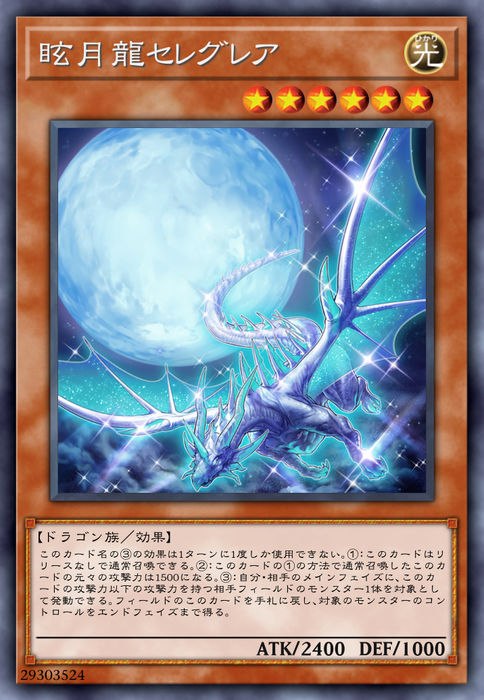 眩月龍セレグレア
ひかり
光
【ドラゴン族／効果】
このカード名の③の効果は1ターンに1度しか使用できない。①：このカードはリ
リースなしで通常召喚できる。②：このカードの①の方法で通常召喚したこのカ
ードの元々の攻撃力は1500になる。③：自分・相手のメインフェイズに、このカー
ドの攻撃力以下の攻撃力を持つ相手フィールドのモンスター1体を対象とし
て発動できる。フィールドのこのカードを手札に戻し、対象のモンスターのコン
トロールをエンドフェイズまで得る。
ATK/2400 DEF/1000
29303524